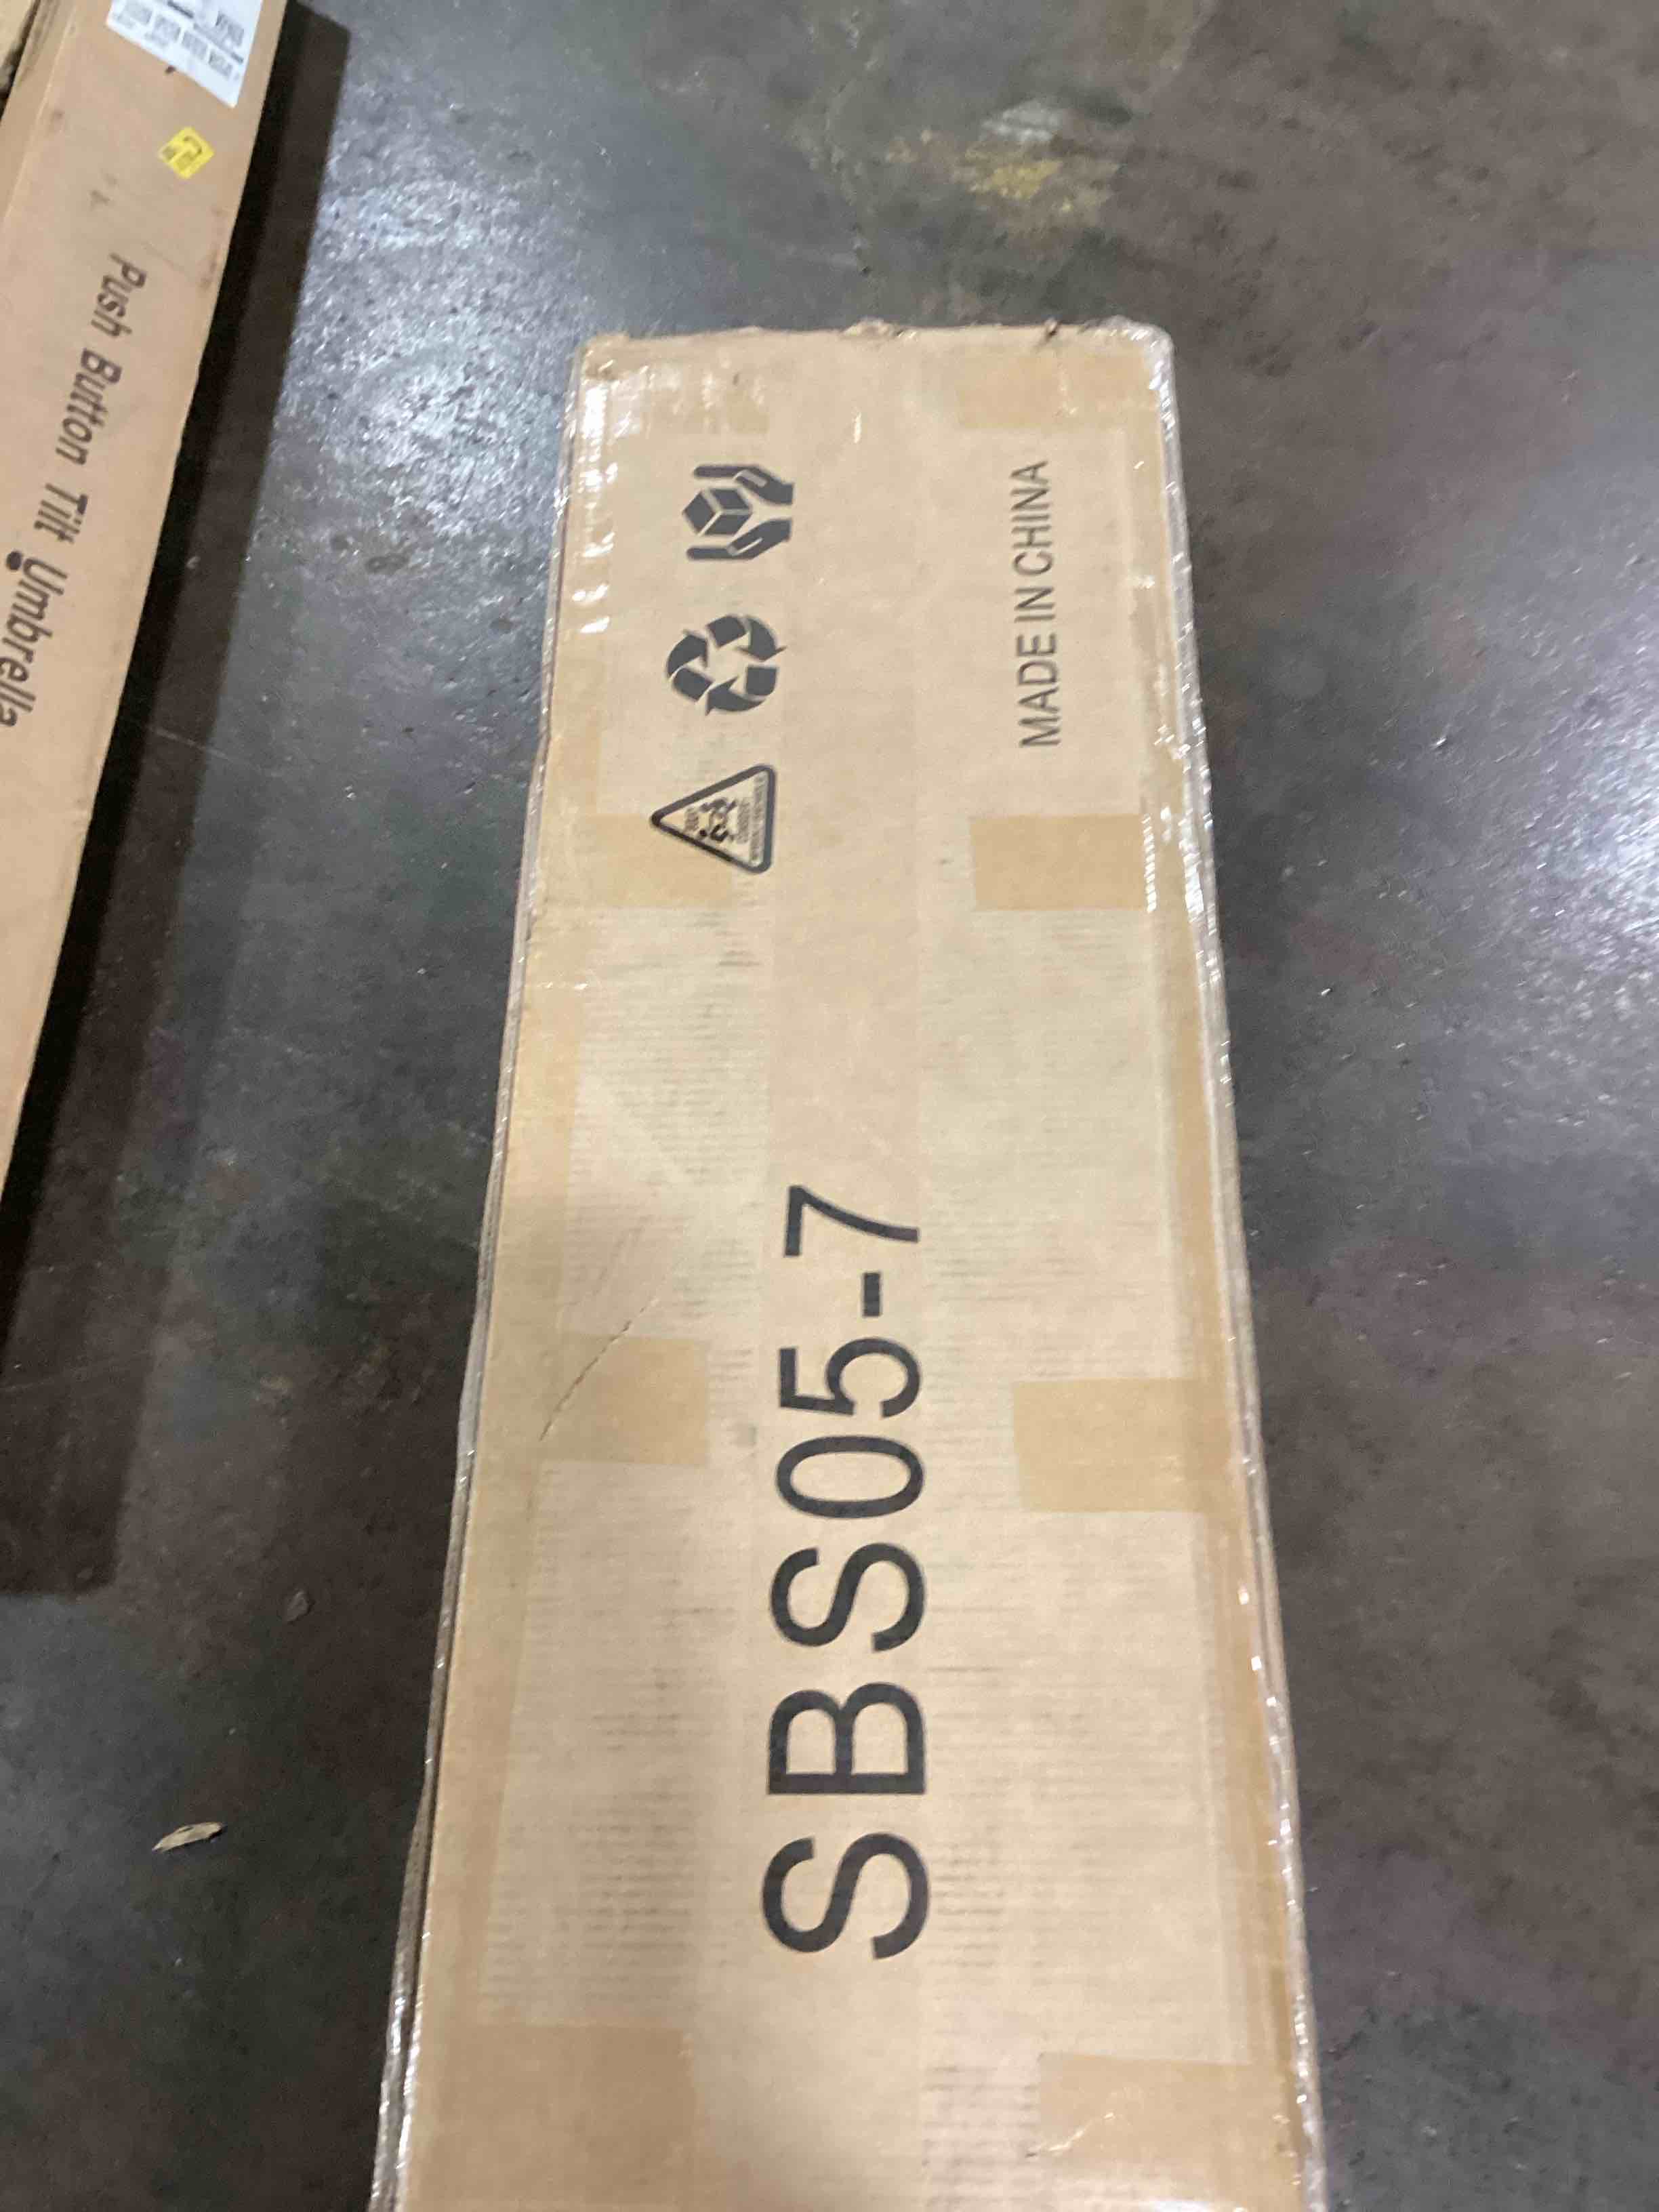 Push Button Tilt Umbrella
MADE IN CHINA
SBS05-7